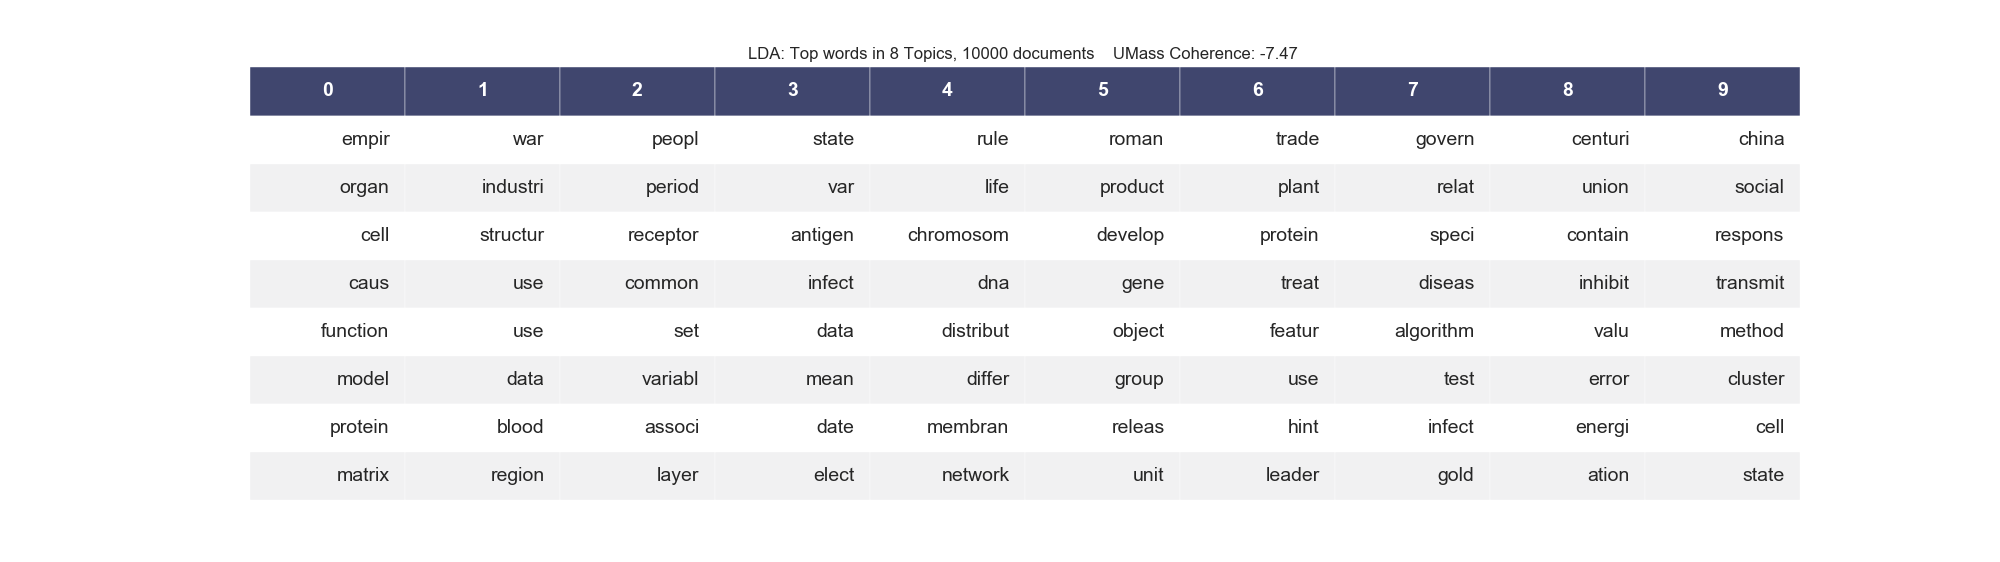 LDA: Top words in 8 Topics, 10000 documents    UMass Coherence: -7.47
0 1 2 3 4 5 6 7 8 9
empir war peopl state rule roman trade govern centuri china
organ industri period var life product plant relat union social
cell structur receptor antigen chromosom develop protein speci contain respons
caus use common infect dna gene treat diseas inhibit transmit
function use set data distribut object featur algorithm valu method
model data variabl mean differ group use test error cluster
protein blood associ date membran releas hint infect energi cell
matrix region layer elect network unit leader gold ation state